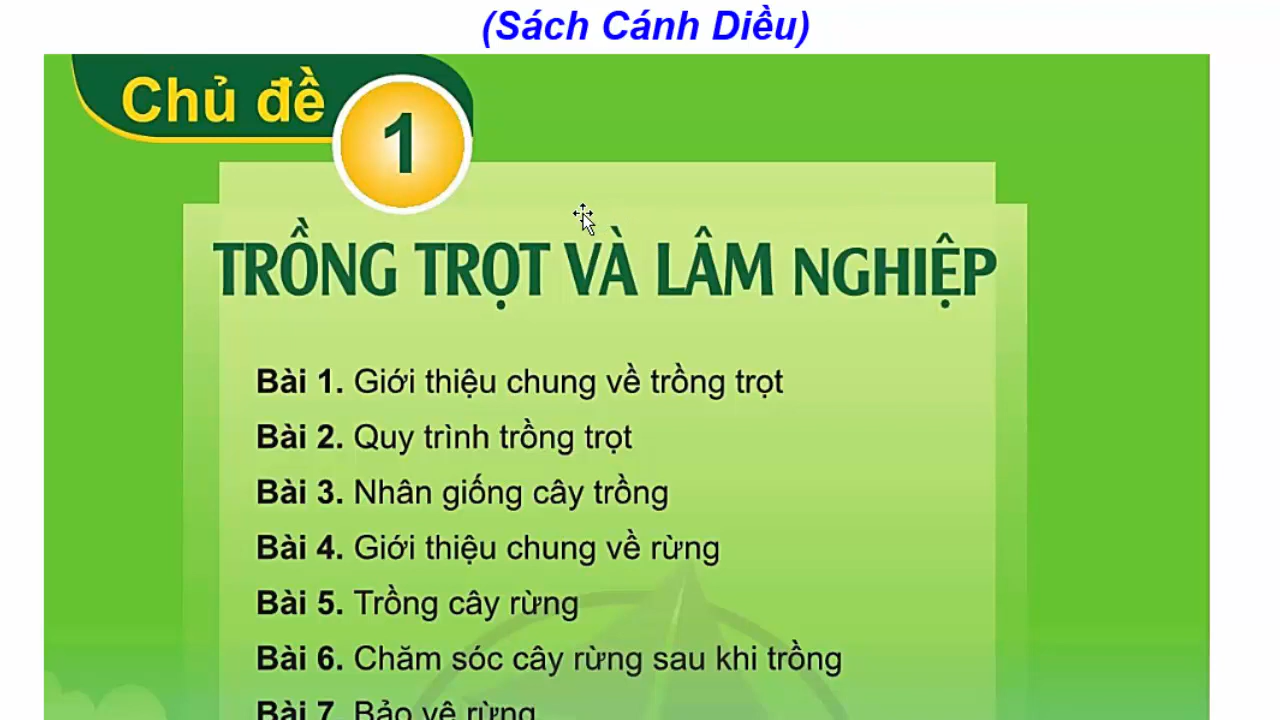 (Sách Cánh Diều)
Chủ đề 1
TRỒNG TRỌT VÀ LÂM NGHIỆP
Bài 1. Giới thiệu chung về trồng trọt
Bài 2. Quy trình trồng trọt
Bài 3. Nhân giống cây trồng
Bài 4. Giới thiệu chung về rừng
Bài 5. Trồng cây rừng
Bài 6. Chăm sóc cây rừng sau khi trồng
Bài 7. Bảo vệ rừng